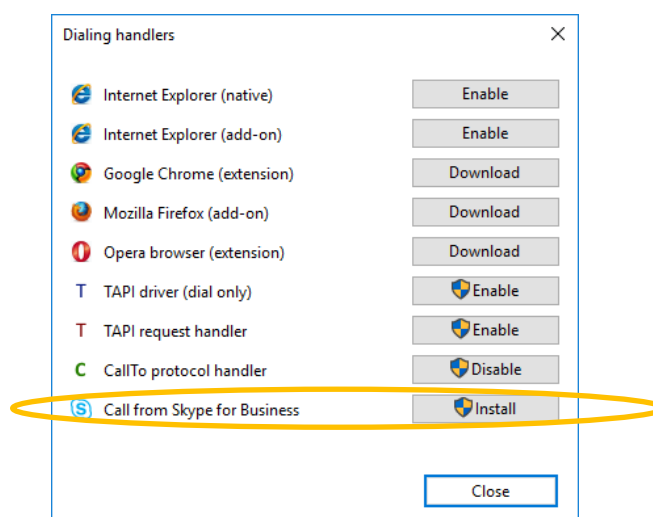 Dialing handlers
Internet Explorer (native) Enable
Internet Explorer (add-on) Enable
Google Chrome (extension) Download
Mozilla Firefox (add-on) Download
Opera browser (extension) Download
T TAPI driver (dial only) Enable
T TAPI request handler Enable
C CallTo protocol handler Disable
S Call from Skype for Business Install
Close